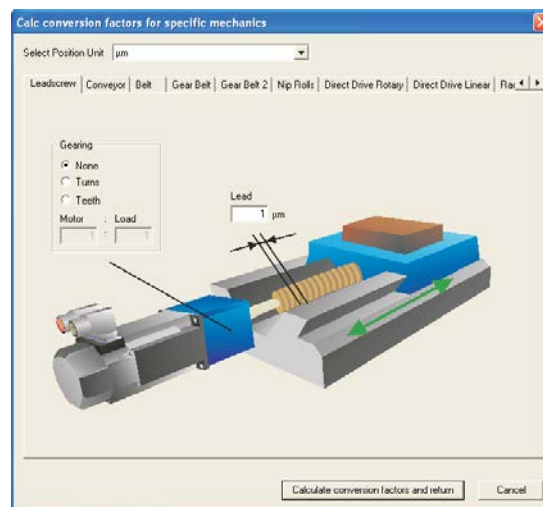 Calc conversion factors for specific mechanics
Select Position Unit µm
Leadscrew Conveyor Belt Gear Belt Gear Belt 2 Nip Rolls Direct Drive Rotary Direct Drive Linear
Gearing
None
Turns
Teeth
Motor : Load
1 : 1
Lead
1 µm
Calculate conversion factors and return Cancel